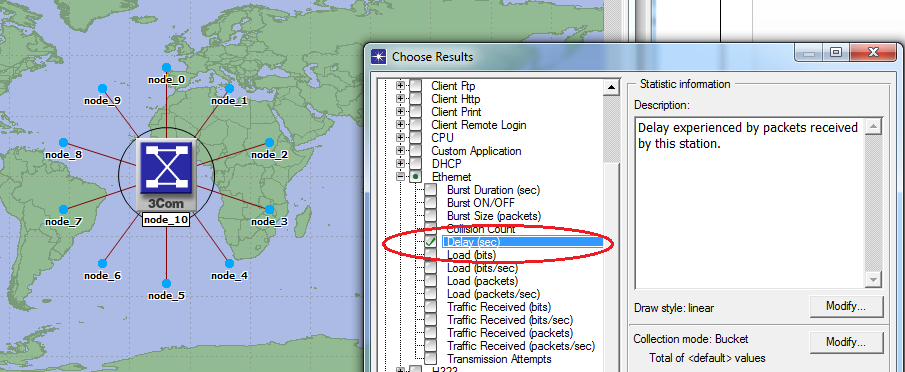 node_0
node_9
node_1
node_8
node_2
3Com
node_7
node_10
node_3
node_6
node_4
node_5
Choose Results
Client Ftp
Client Http
Client Print
Client Remote Login
CPU
Custom Application
DHCP
Ethernet
Burst Duration (sec)
Burst ON/OFF
Burst Size (packets)
Collision Count
Delay (sec)
Load (bits)
Load (bits/sec)
Load (packets)
Load (packets/sec)
Traffic Received (bits)
Traffic Received (bits/sec)
Traffic Received (packets)
Traffic Received (packets/sec)
Transmission Attempts
H323
Statistic information
Description:
Delay experienced by packets received
by this station.
Draw style: linear
Modify...
Collection mode: Bucket
Modify...
Total of <default> values